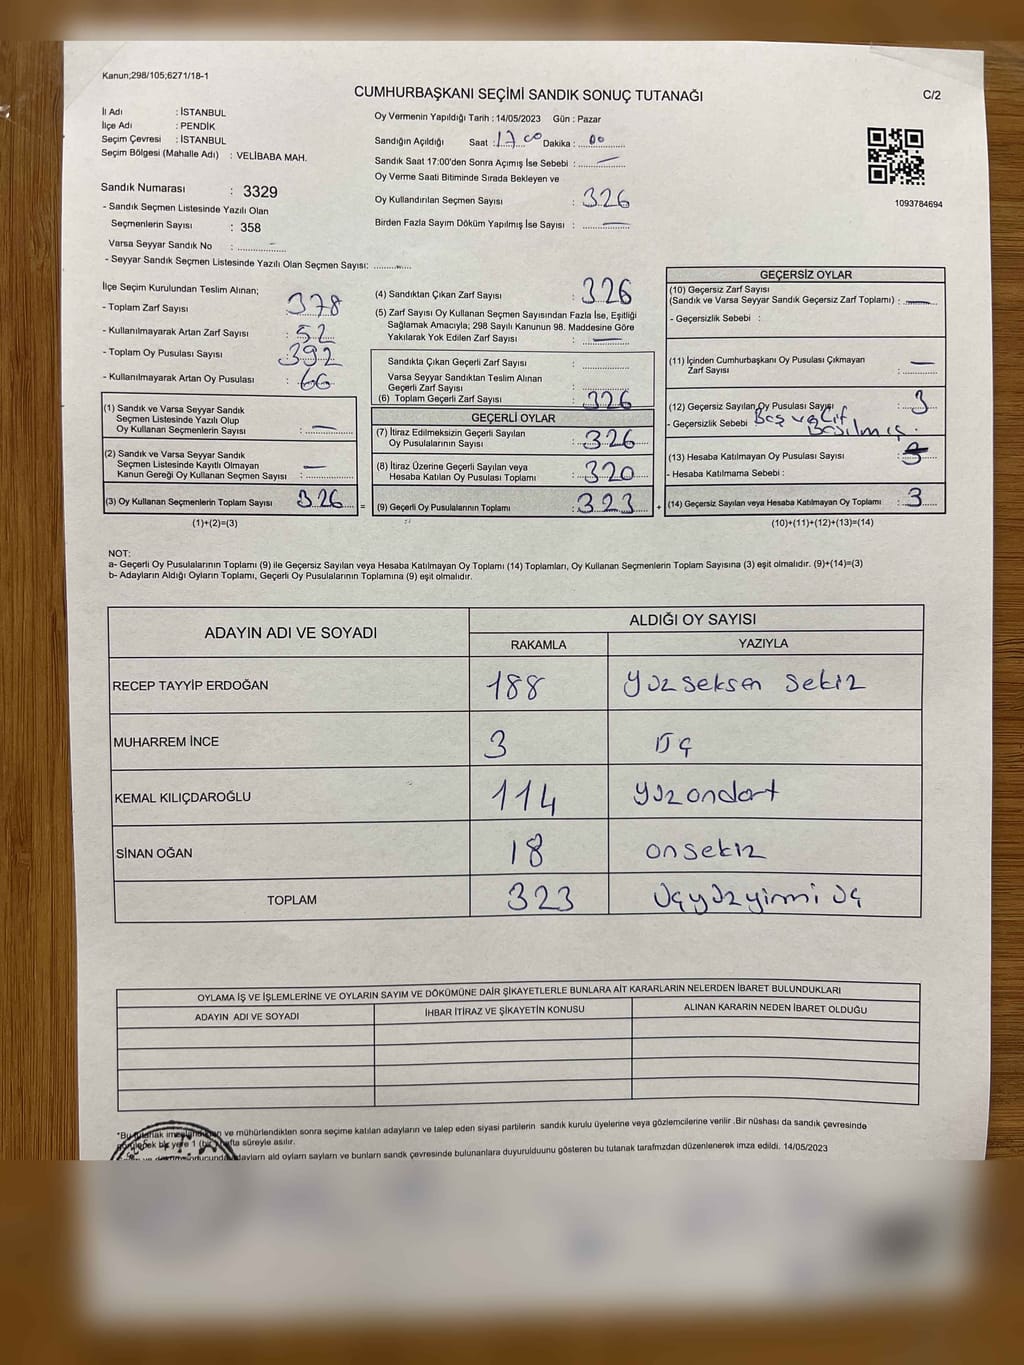 Kanun;298/105;6271/18-1
CUMHURBAŞKANI SEÇİMİ SANDIK SONUÇ TUTANAĞI
C/2
İl Adı : İSTANBUL
İlçe Adı : PENDİK
Seçim Çevresi : İSTANBUL
Seçim Bölgesi (Mahalle Adı) : VELİBABA MAH.
Sandık Numarası : 3329
- Sandık Seçmen Listesinde Yazılı Olan
Seçmenlerin Sayısı : 358
Varsa Seyyar Sandık No :
- Seyyar Sandık Seçmen Listesinde Yazılı Olan Seçmen Sayısı:
Oy Vermenin Yapıldığı Tarih : 14/05/2023 Gün : Pazar
Sandığın Açıldığı Saat : 17 00 Dakika : 00
Sandık Saat 17:00'den Sonra Açımış İse Sebebi : —
Oy Verme Saati Bitiminde Sırada Bekleyen ve
Oy Kullandırılan Seçmen Sayısı : 326
Birden Fazla Sayım Döküm Yapılmış İse Sayısı : —
1093784694
İlçe Seçim Kurulundan Teslim Alınan;
- Toplam Zarf Sayısı : 378
- Kullanılmayarak Artan Zarf Sayısı : 52
- Toplam Oy Pusulası Sayısı : 392
- Kullanılmayarak Artan Oy Pusulası : 66
(1) Sandık ve Varsa Seyyar Sandık
Seçmen Listesinde Yazılı Olup
Oy Kullanan Seçmenlerin Sayısı : —
(2) Sandık ve Varsa Seyyar Sandık
Seçmen Listesinde Kayıtlı Olmayan
Kanun Gereği Oy Kullanan Seçmen Sayısı : —
(3) Oy Kullanan Seçmenlerin Toplam Sayısı 326
(1)+(2)=(3)
(4) Sandıktan Çıkan Zarf Sayısı : 326
(5) Zarf Sayısı Oy Kullanan Seçmen Sayısından Fazla İse, Eşitliği
Sağlamak Amacıyla; 298 Sayılı Kanunun 98. Maddesine Göre
Yakılarak Yok Edilen Zarf Sayısı : —
Sandıkta Çıkan Geçerli Zarf Sayısı :
Varsa Seyyar Sandıktan Teslim Alınan
Geçerli Zarf Sayısı :
(6) Toplam Geçerli Zarf Sayısı : 326
GEÇERLİ OYLAR
(7) İtiraz Edilmeksizin Geçerli Sayılan
Oy Pusulalarının Sayısı : 326
(8) İtiraz Üzerine Geçerli Sayılan veya
Hesaba Katılan Oy Pusulası Toplamı : 320
(9) Geçerli Oy Pusulalarının Toplamı : 323
GEÇERSİZ OYLAR
(10) Geçersiz Zarf Sayısı
(Sandık ve Varsa Seyyar Sandık Geçersiz Zarf Toplamı) : —
- Geçersizlik Sebebi :
(11) İçinden Cumhurbaşkanı Oy Pusulası Çıkmayan
Zarf Sayısı : —
(12) Geçersiz Sayılan Oy Pusulası Sayısı : 3
- Geçersizlik Sebebi Boş ve Çift
Basılmış.
(13) Hesaba Katılmayan Oy Pusulası Sayısı :
- Hesaba Katılmama Sebebi :
(14) Geçersiz Sayılan veya Hesaba Katılmayan Oy Toplamı : 3
(10)+(11)+(12)+(13)=(14)
NOT:
a- Geçerli Oy Pusulalarının Toplamı (9) ile Geçersiz Sayılan veya Hesaba Katılmayan Oy Toplamı (14) Toplamları, Oy Kullanan Seçmenlerin Toplam Sayısına (3) eşit olmalıdır. (9)+(14)=(3)
b- Adayların Aldığı Oyların Toplamı, Geçerli Oy Pusulalarının Toplamına (9) eşit olmalıdır.
ADAYIN ADI VE SOYADI ALDIĞI OY SAYISI
RAKAMLA YAZIYLA
RECEP TAYYİP ERDOĞAN 188 yüzseksen sekiz
MUHARREM İNCE 3 üç
KEMAL KILIÇDAROĞLU 114 yüzondört
SİNAN OĞAN 18 onsekiz
TOPLAM 323 üçyüzyirmi üç
OYLAMA İŞ VE İŞLEMLERİNE VE OYLARIN SAYIM VE DÖKÜMÜNE DAİR ŞİKAYETLERLE BUNLARA AİT KARARLARIN NELERDEN İBARET BULUNDUKLARI
ADAYIN ADI VE SOYADI İHBAR İTİRAZ VE ŞİKAYETİN KONUSU ALINAN KARARIN NEDEN İBARET OLDUĞU
*Bu tutanak ve mühürlendikten sonra seçime katılan adayların ve talep eden siyasi partilerin sandık kurulu üyelerine veya gözlemcilerine verilir .Bir nüshası da sandık çevresinde
bir yere 1 (bir) hafta süreyle asılır.
ald oyların sayların ve bunların sandk çevresinde bulunanlara duyurulduunu gösteren bu tutanak tarafmzdan düzenlenerek imza edildi. 14/05/2023